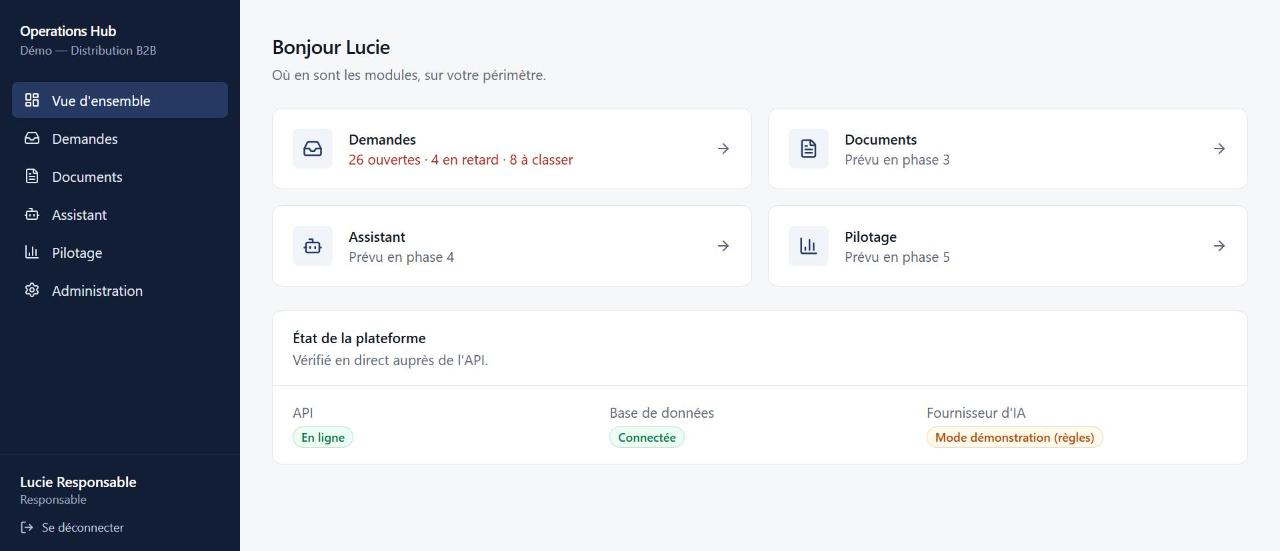 Operations Hub
Démo — Distribution B2B
Vue d'ensemble
Demandes
Documents
Assistant
Pilotage
Administration
Lucie Responsable
Responsable
Se déconnecter
Bonjour Lucie
Où en sont les modules, sur votre périmètre.
Demandes
26 ouvertes · 4 en retard · 8 à classer
Documents
Prévu en phase 3
Assistant
Prévu en phase 4
Pilotage
Prévu en phase 5
État de la plateforme
Vérifié en direct auprès de l'API.
API
En ligne
Base de données
Connectée
Fournisseur d'IA
Mode démonstration (règles)